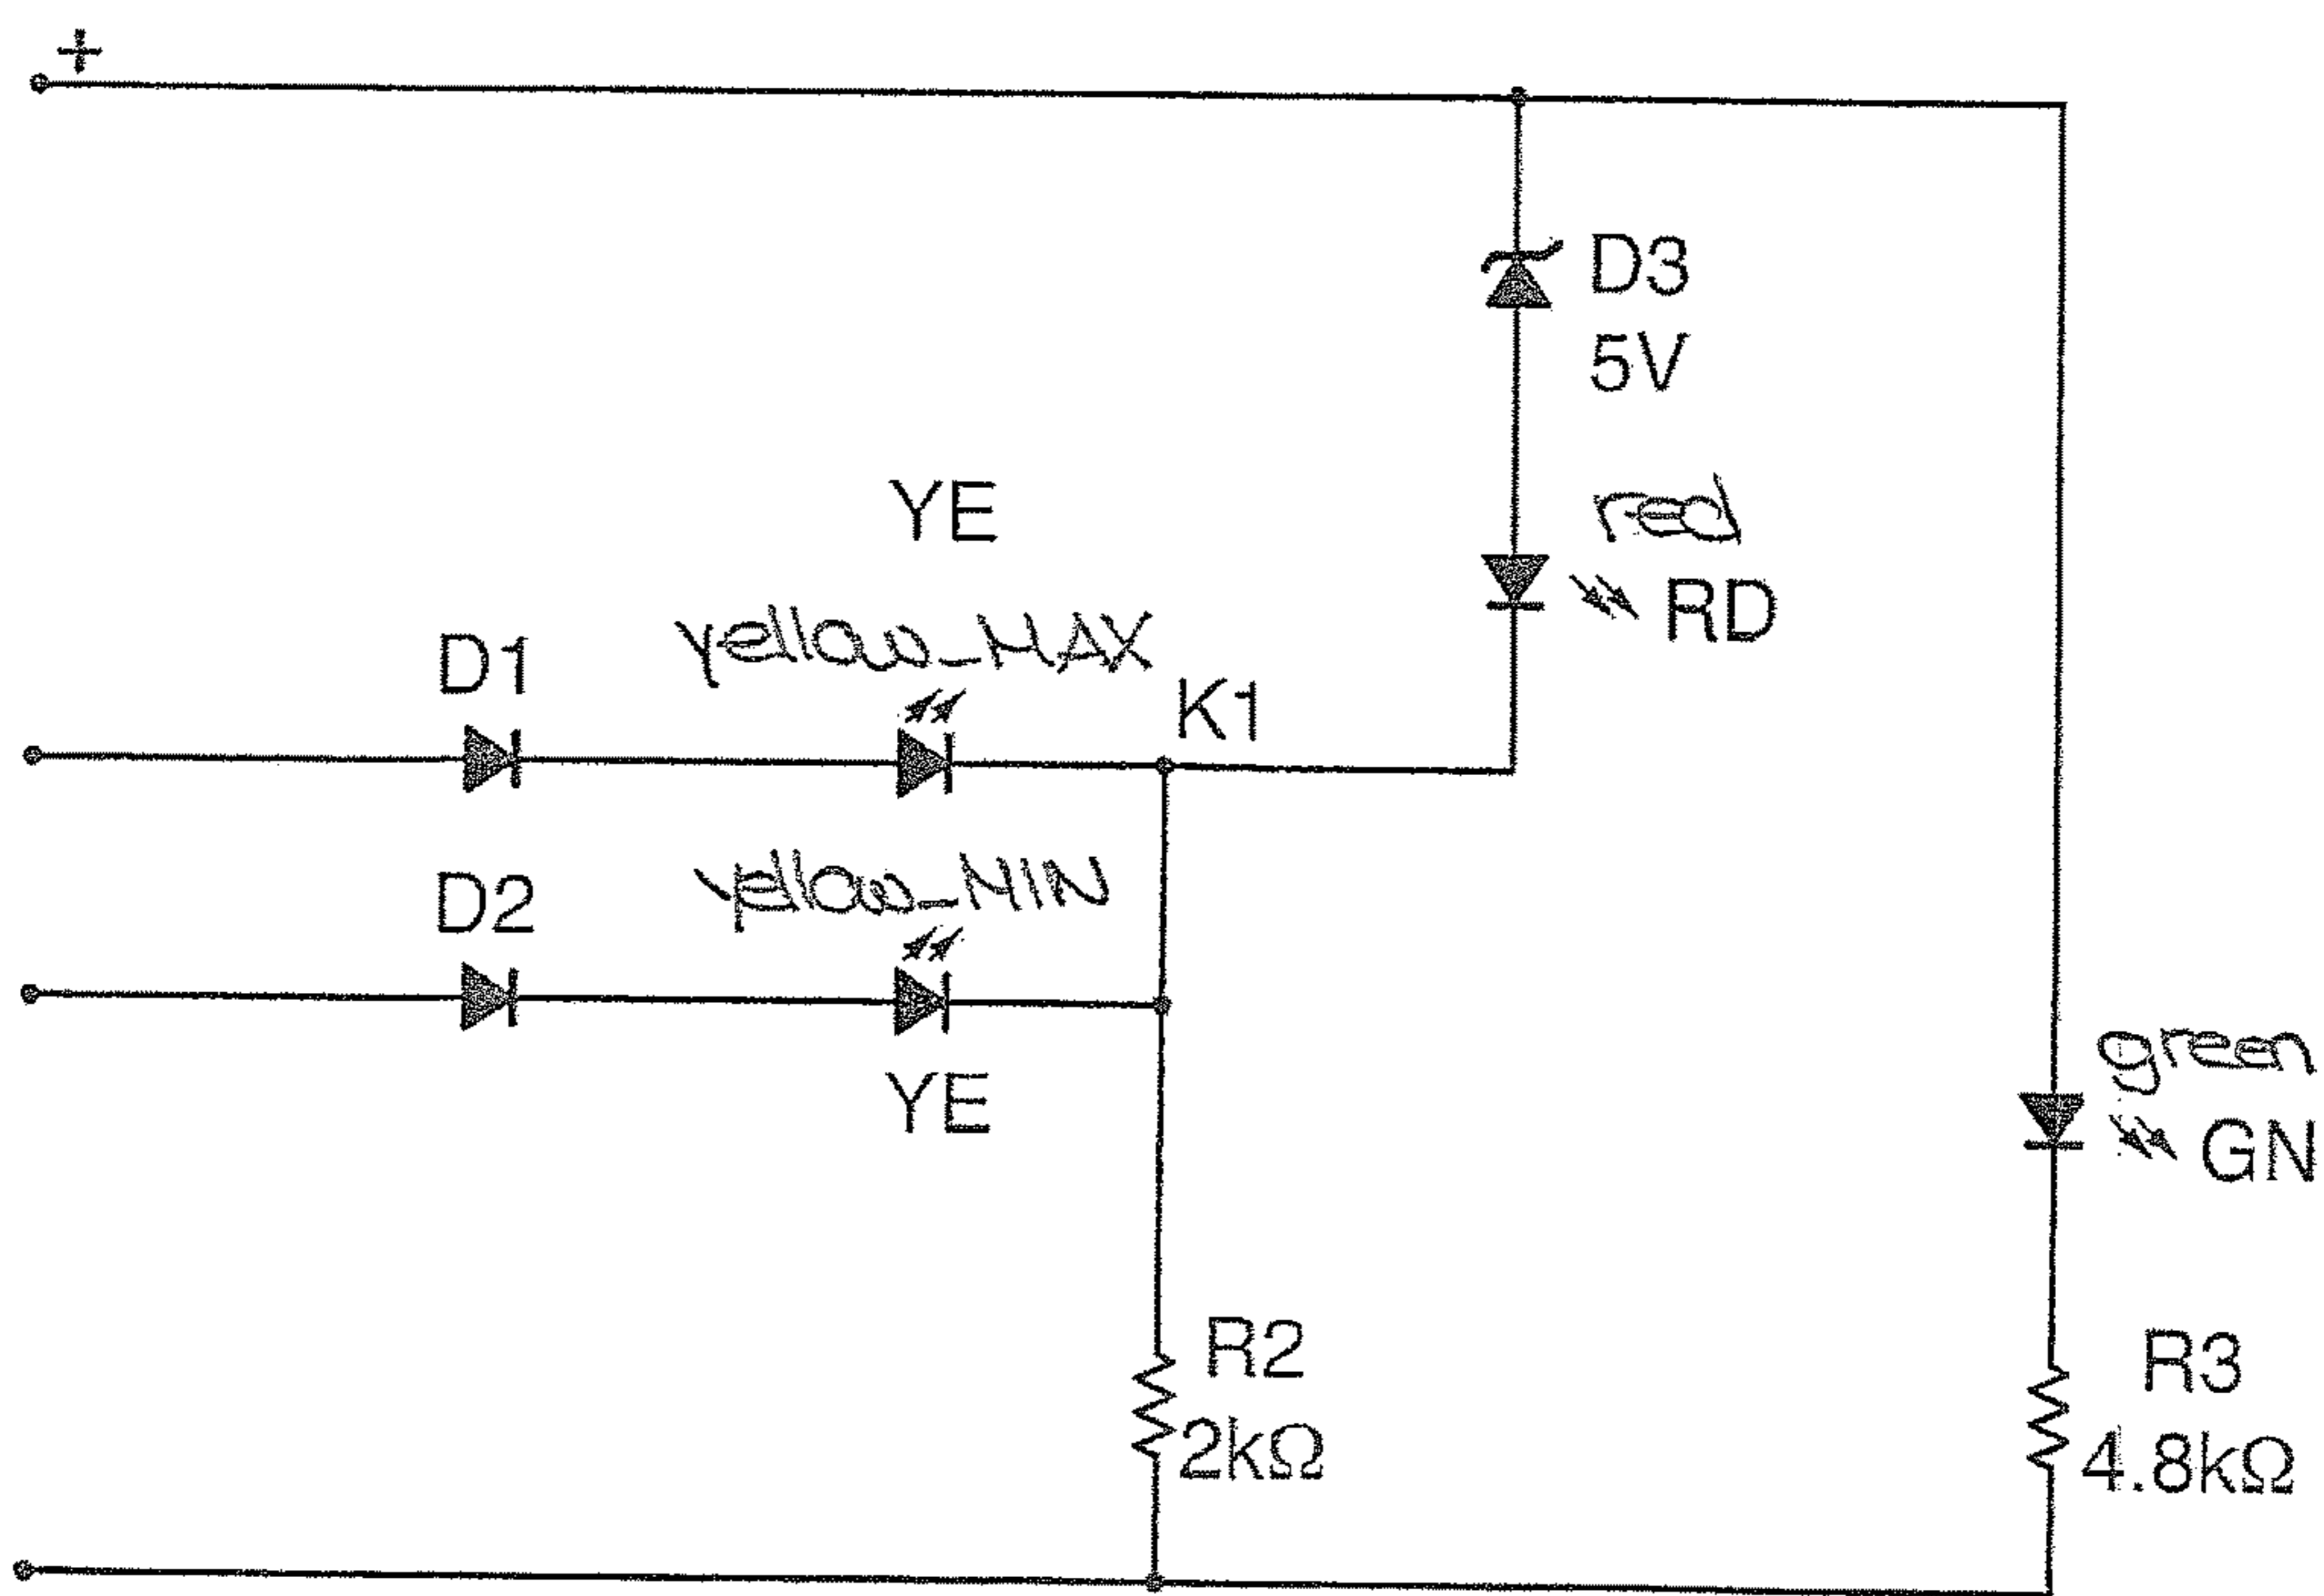 +
D3
5V
red
RD
YE
yellow_MAX
D1
K1
yellow_MIN
D2
YE
green
GN
R2
2kΩ
R3
4.8kΩ